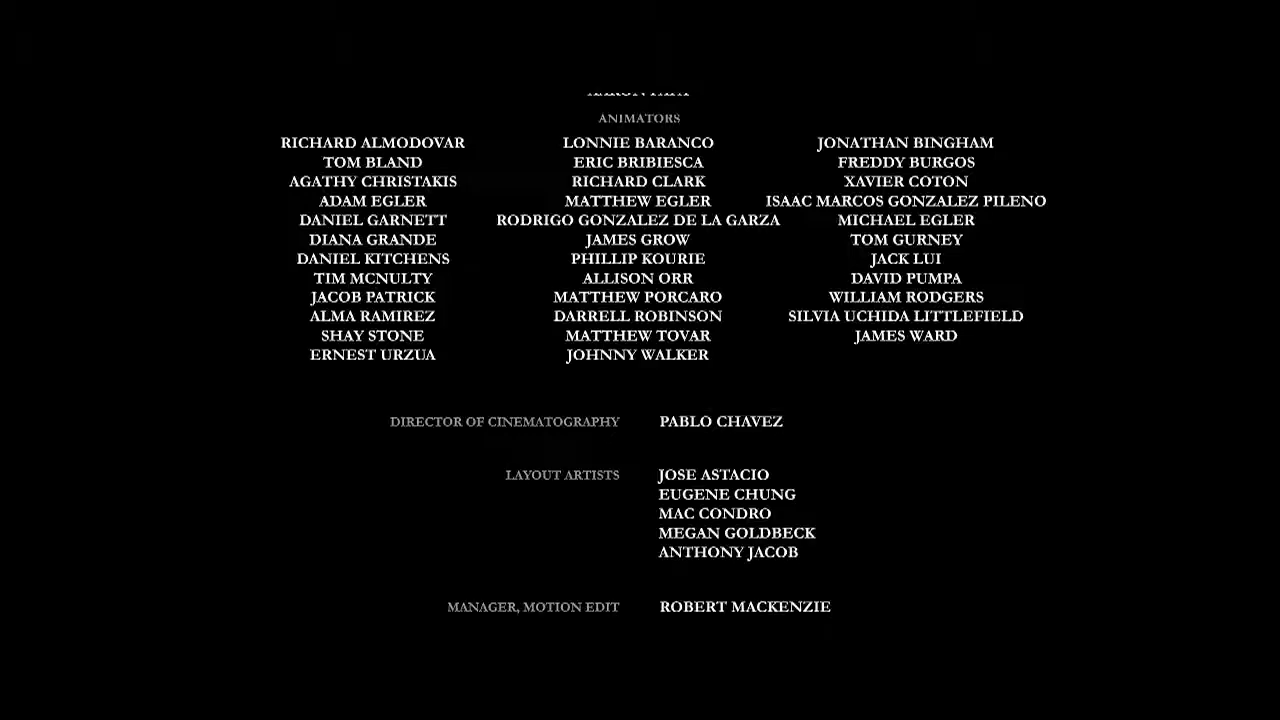 ANIMATORS
RICHARD ALMODOVAR LONNIE BARANCO JONATHAN BINGHAM
TOM BLAND ERIC BRIBIESCA FREDDY BURGOS
AGATHY CHRISTAKIS RICHARD CLARK XAVIER COTON
ADAM EGLER MATTHEW EGLER ISAAC MARCOS GONZALEZ PILENO
DANIEL GARNETT RODRIGO GONZALEZ DE LA GARZA MICHAEL EGLER
DIANA GRANDE JAMES GROW TOM GURNEY
DANIEL KITCHENS PHILLIP KOURIE JACK LUI
TIM MCNULTY ALLISON ORR DAVID PUMPA
JACOB PATRICK MATTHEW PORCARO WILLIAM RODGERS
ALMA RAMIREZ DARRELL ROBINSON SILVIA UCHIDA LITTLEFIELD
SHAY STONE MATTHEW TOVAR JAMES WARD
ERNEST URZUA JOHNNY WALKER
DIRECTOR OF CINEMATOGRAPHY PABLO CHAVEZ
LAYOUT ARTISTS JOSE ASTACIO
EUGENE CHUNG
MAC CONDRO
MEGAN GOLDBECK
ANTHONY JACOB
MANAGER, MOTION EDIT ROBERT MACKENZIE